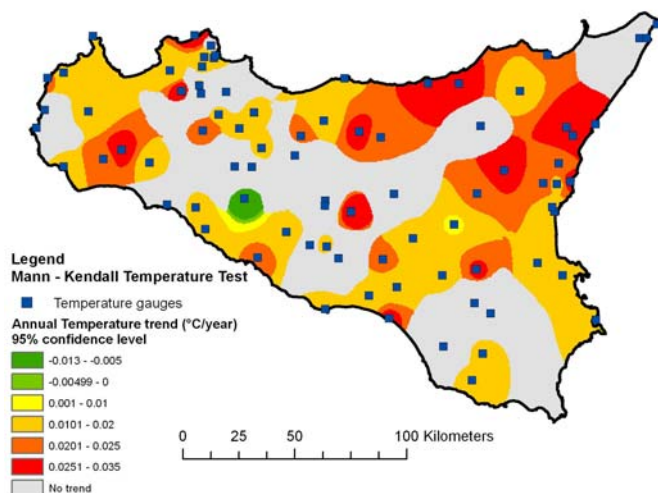 Legend
Mann - Kendall Temperature Test
Temperature gauges
Annual Temperature trend (°C/year)
95% confidence level
-0.013 - -0.005
-0.00499 - 0
0.001 - 0.01
0.0101 - 0.02
0.0201 - 0.025
0.0251 - 0.035
No trend
0 25 50 100 Kilometers